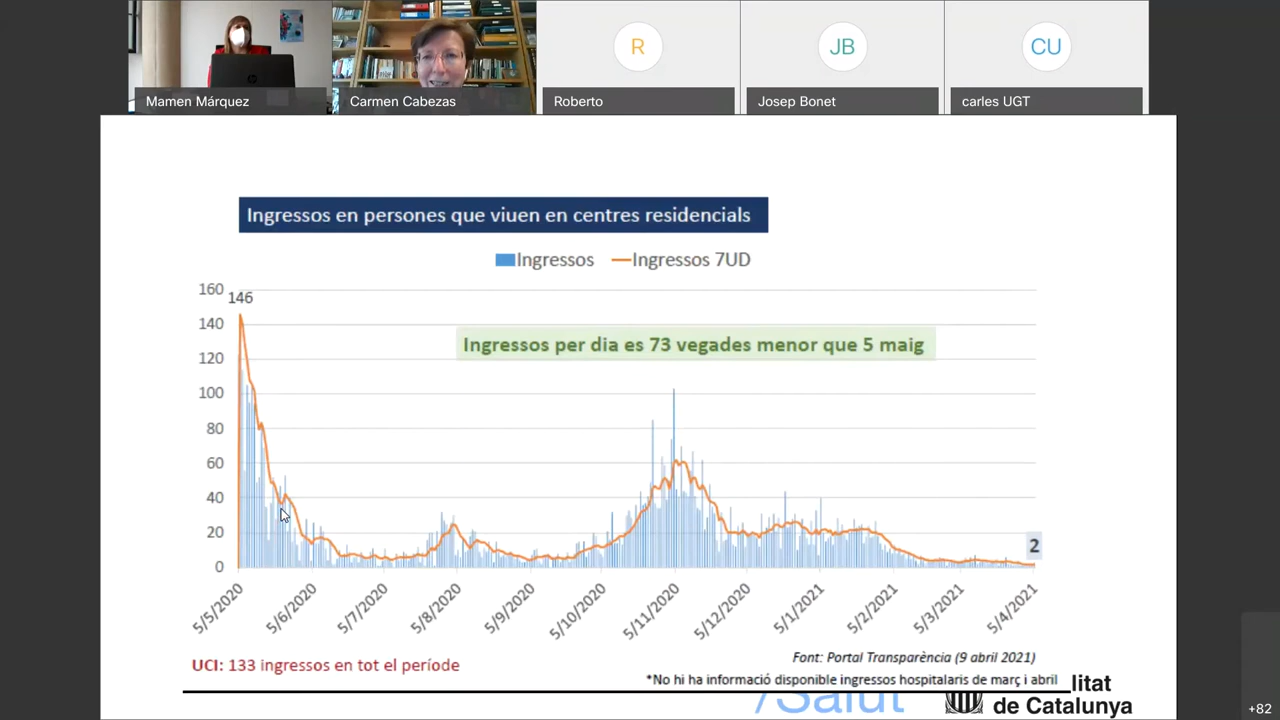 Mamen Márquez
Carmen Cabezas
R
Roberto
JB
Josep Bonet
CU
carles UGT
Ingressos en persones que viuen en centres residencials
Ingressos
Ingressos 7UD
160
146
140
120
100
80
60
40
20
0
Ingressos per dia es 73 vegades menor que 5 maig
2
5/5/2020
5/6/2020
5/7/2020
5/8/2020
5/9/2020
5/10/2020
5/11/2020
5/12/2020
5/1/2021
5/2/2021
5/3/2021
5/4/2021
UCI: 133 ingressos en tot el període
Font: Portal Transparència (9 abril 2021)
*No hi ha informació disponible ingressos hospitalaris de març i abril
/Salut
litat
de Catalunya
+82